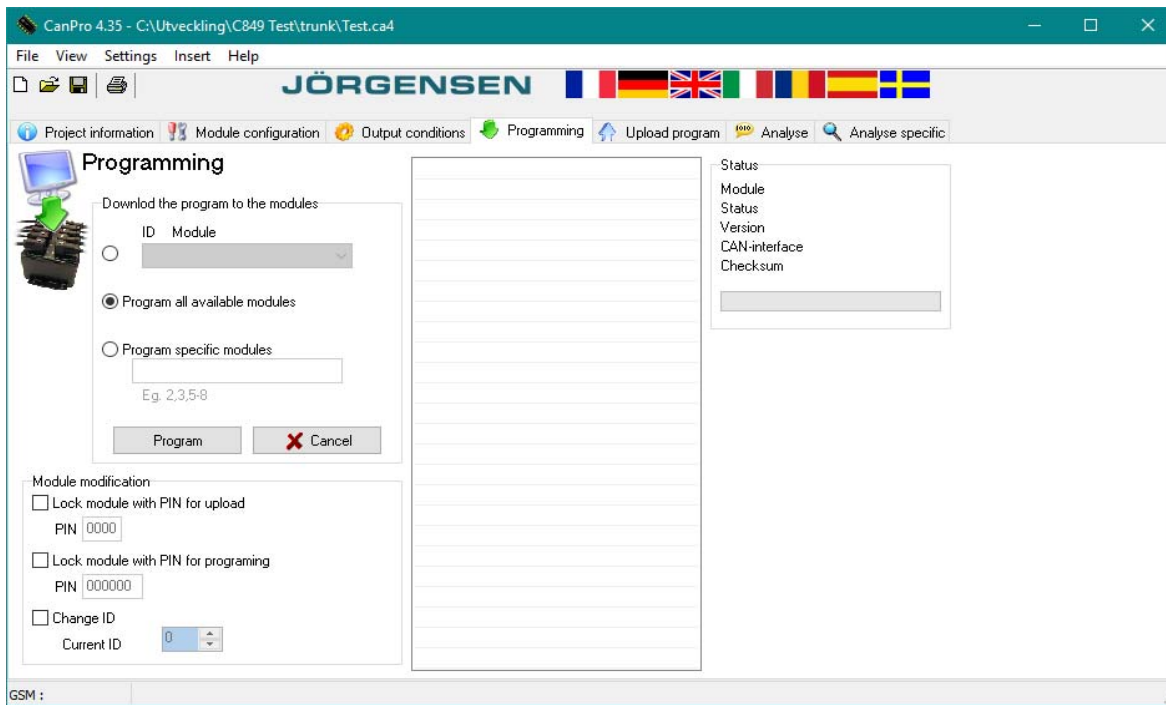 CanPro 4.35 - C:\Utveckling\C849 Test\trunk\Test.ca4
File View Settings Insert Help
JÖRGENSEN
Project information Module configuration Output conditions Programming Upload program Analyse Analyse specific
Programming
Downlod the program to the modules
ID Module
Program all available modules
Program specific modules
Eg. 2,3,5-8
Program Cancel
Module modification
Lock module with PIN for upload
PIN 0000
Lock module with PIN for programing
PIN 000000
Change ID
Current ID 0
Status
Module
Status
Version
CAN-interface
Checksum
GSM :